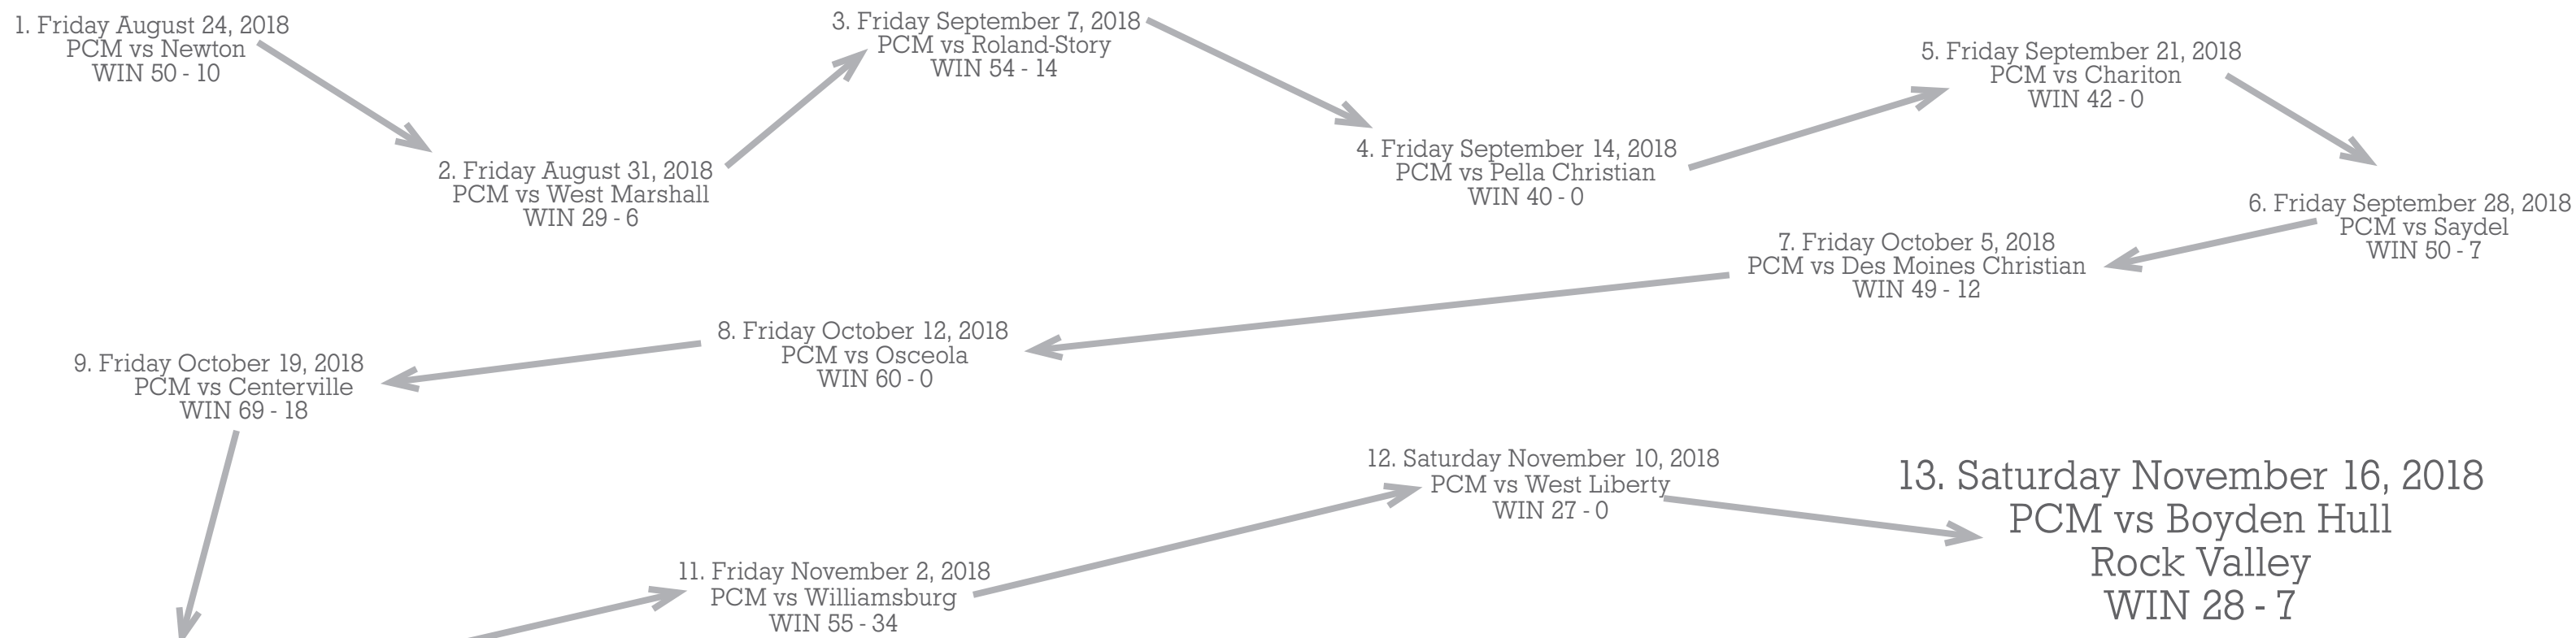 1. Friday August 24, 2018
PCM vs Newton
WIN 50 - 10
2. Friday August 31, 2018
PCM vs West Marshall
WIN 29 - 6
3. Friday September 7, 2018
PCM vs Roland-Story
WIN 54 - 14
4. Friday September 14, 2018
PCM vs Pella Christian
WIN 40 - 0
5. Friday September 21, 2018
PCM vs Chariton
WIN 42 - 0
6. Friday September 28, 2018
PCM vs Saydel
WIN 50 - 7
7. Friday October 5, 2018
PCM vs Des Moines Christian
WIN 49 - 12
8. Friday October 12, 2018
PCM vs Osceola
WIN 60 - 0
9. Friday October 19, 2018
PCM vs Centerville
WIN 69 - 18
11. Friday November 2, 2018
PCM vs Williamsburg
WIN 55 - 34
12. Saturday November 10, 2018
PCM vs West Liberty
WIN 27 - 0
13. Saturday November 16, 2018
PCM vs Boyden Hull
Rock Valley
WIN 28 - 7